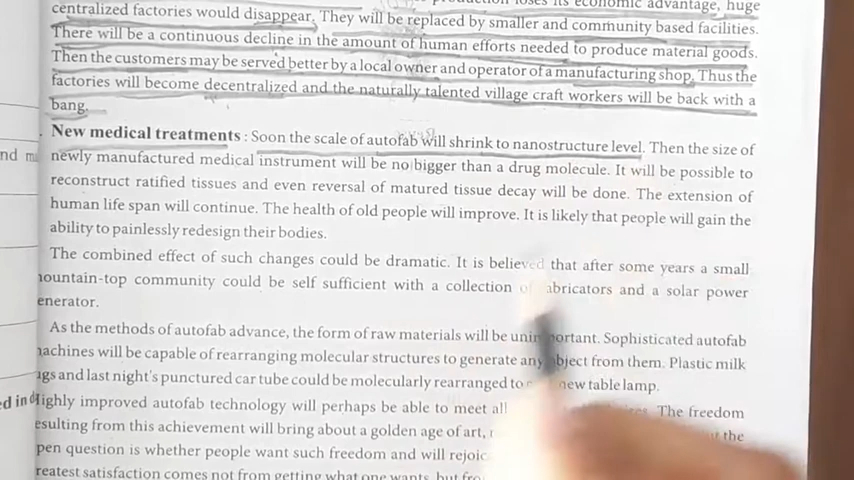 production loses its economic advantage, huge
centralized factories would disappear. They will be replaced by smaller and community based facilities.
There will be a continuous decline in the amount of human efforts needed to produce material goods.
Then the customers may be served better by a local owner and operator of a manufacturing shop. Thus the
factories will become decentralized and the naturally talented village craft workers will be back with a
bang.
New medical treatments : Soon the scale of autofab will shrink to nanostructure level. Then the size of
newly manufactured medical instrument will be no bigger than a drug molecule. It will be possible to
reconstruct ratified tissues and even reversal of matured tissue decay will be done. The extension of
human life span will continue. The health of old people will improve. It is likely that people will gain the
ability to painlessly redesign their bodies.
The combined effect of such changes could be dramatic. It is believed that after some years a small
ountain-top community could be self sufficient with a collection of abricators and a solar power
enerator.
As the methods of autofab advance, the form of raw materials will be unimportant. Sophisticated autofab
achines will be capable of rearranging molecular structures to generate any object from them. Plastic milk
ugs and last night's punctured car tube could be molecularly rearranged to new table lamp.
ighly improved autofab technology will perhaps be able to meet all The freedom
esulting from this achievement will bring about a golden age of art, the
pen question is whether people want such freedom and will rejoic
reatest satisfaction comes not from getting what one wants, but fro
nd m
ed in d